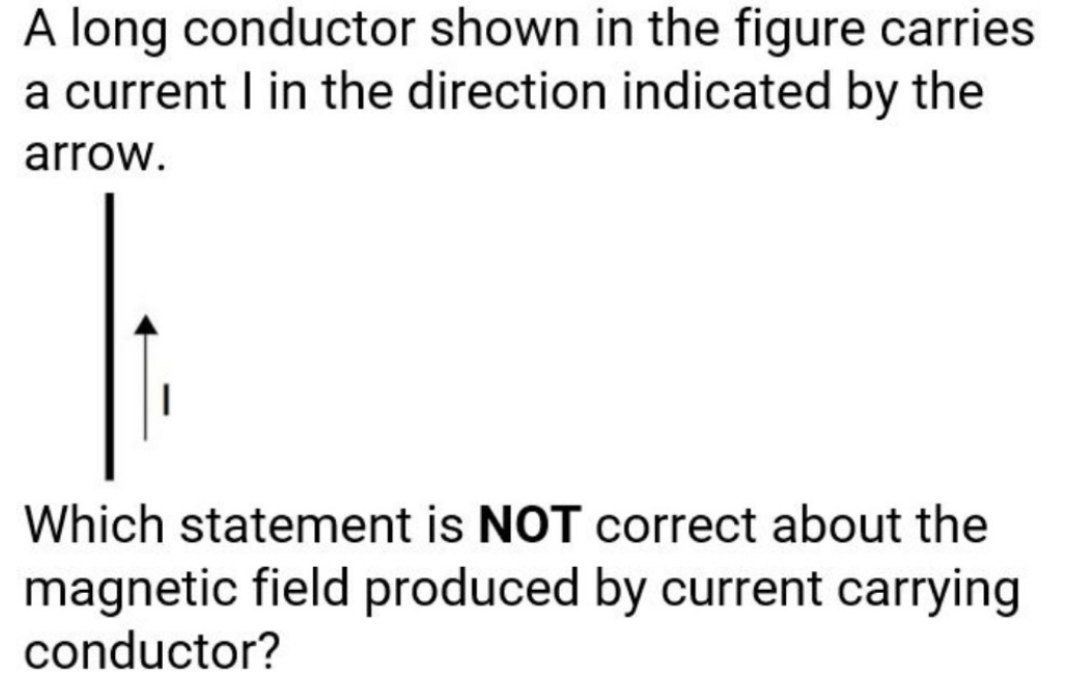 A long conductor shown in the figure carries
a current I in the direction indicated by the
arrow.
I
Which statement is NOT correct about the
magnetic field produced by current carrying
conductor?